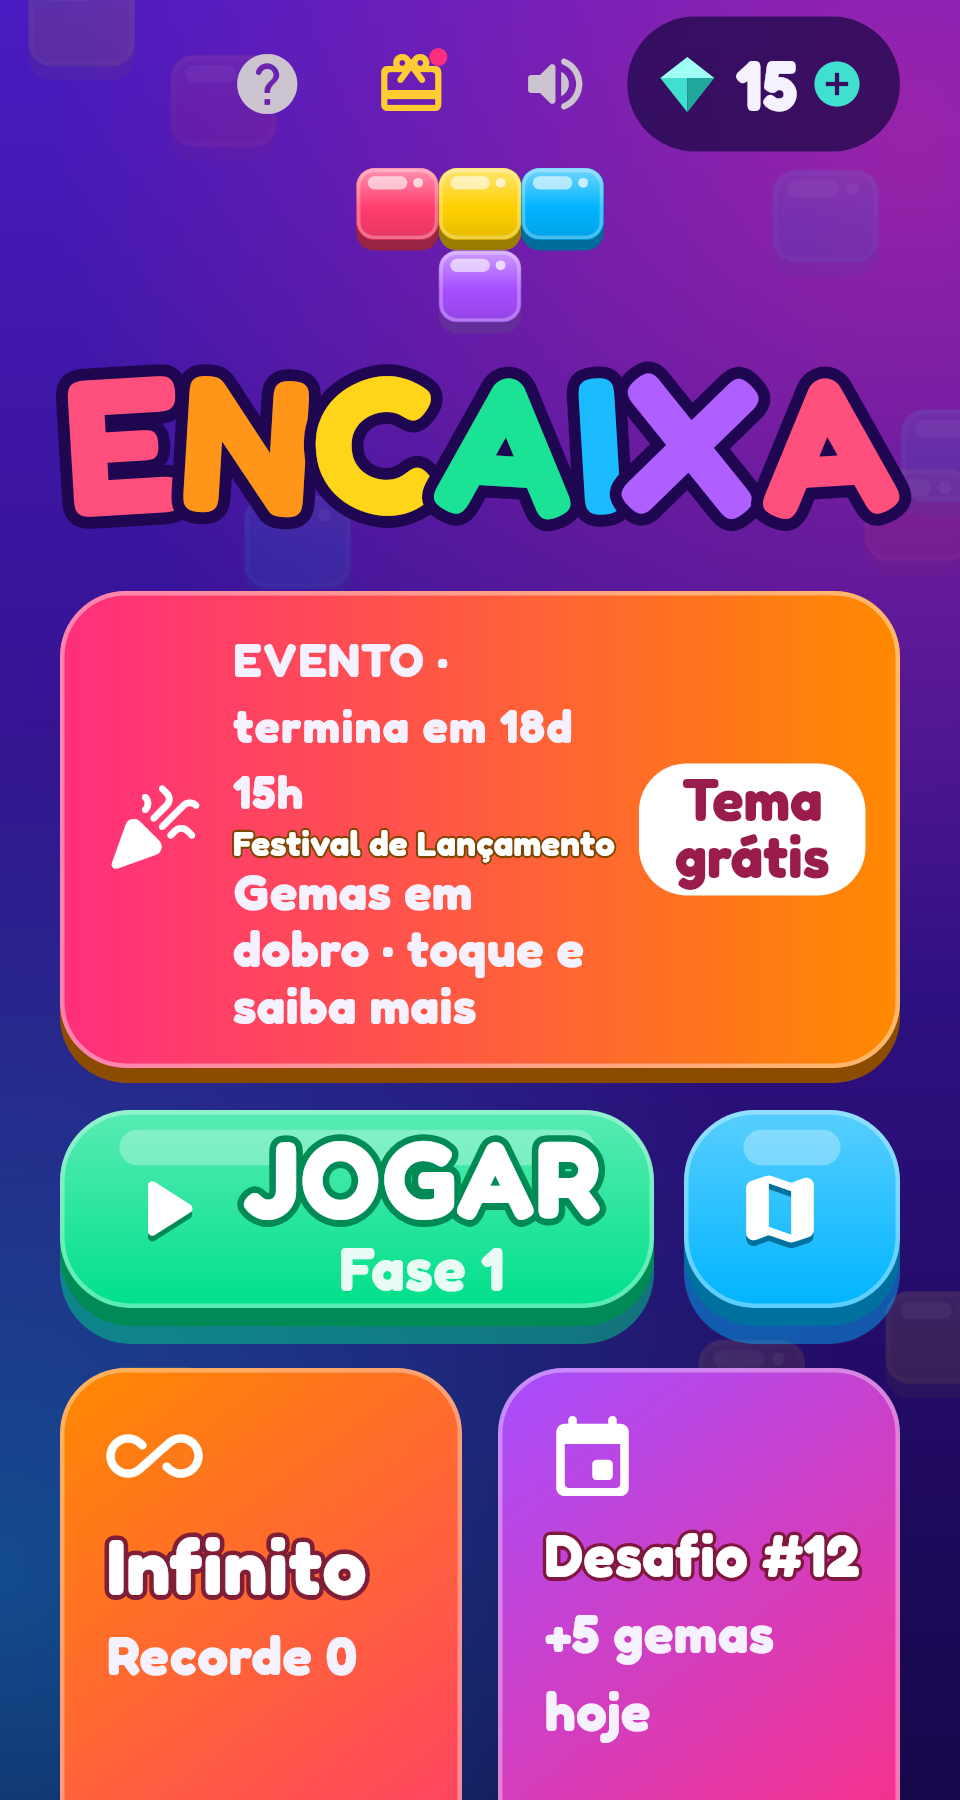 15
ENCAIXA
EVENTO ·
termina em 18d
15h
Festival de Lançamento
Gemas em
dobro · toque e
saiba mais
Tema
grátis
JOGAR
Fase 1
Infinito
Recorde 0
Desafio #12
+5 gemas
hoje